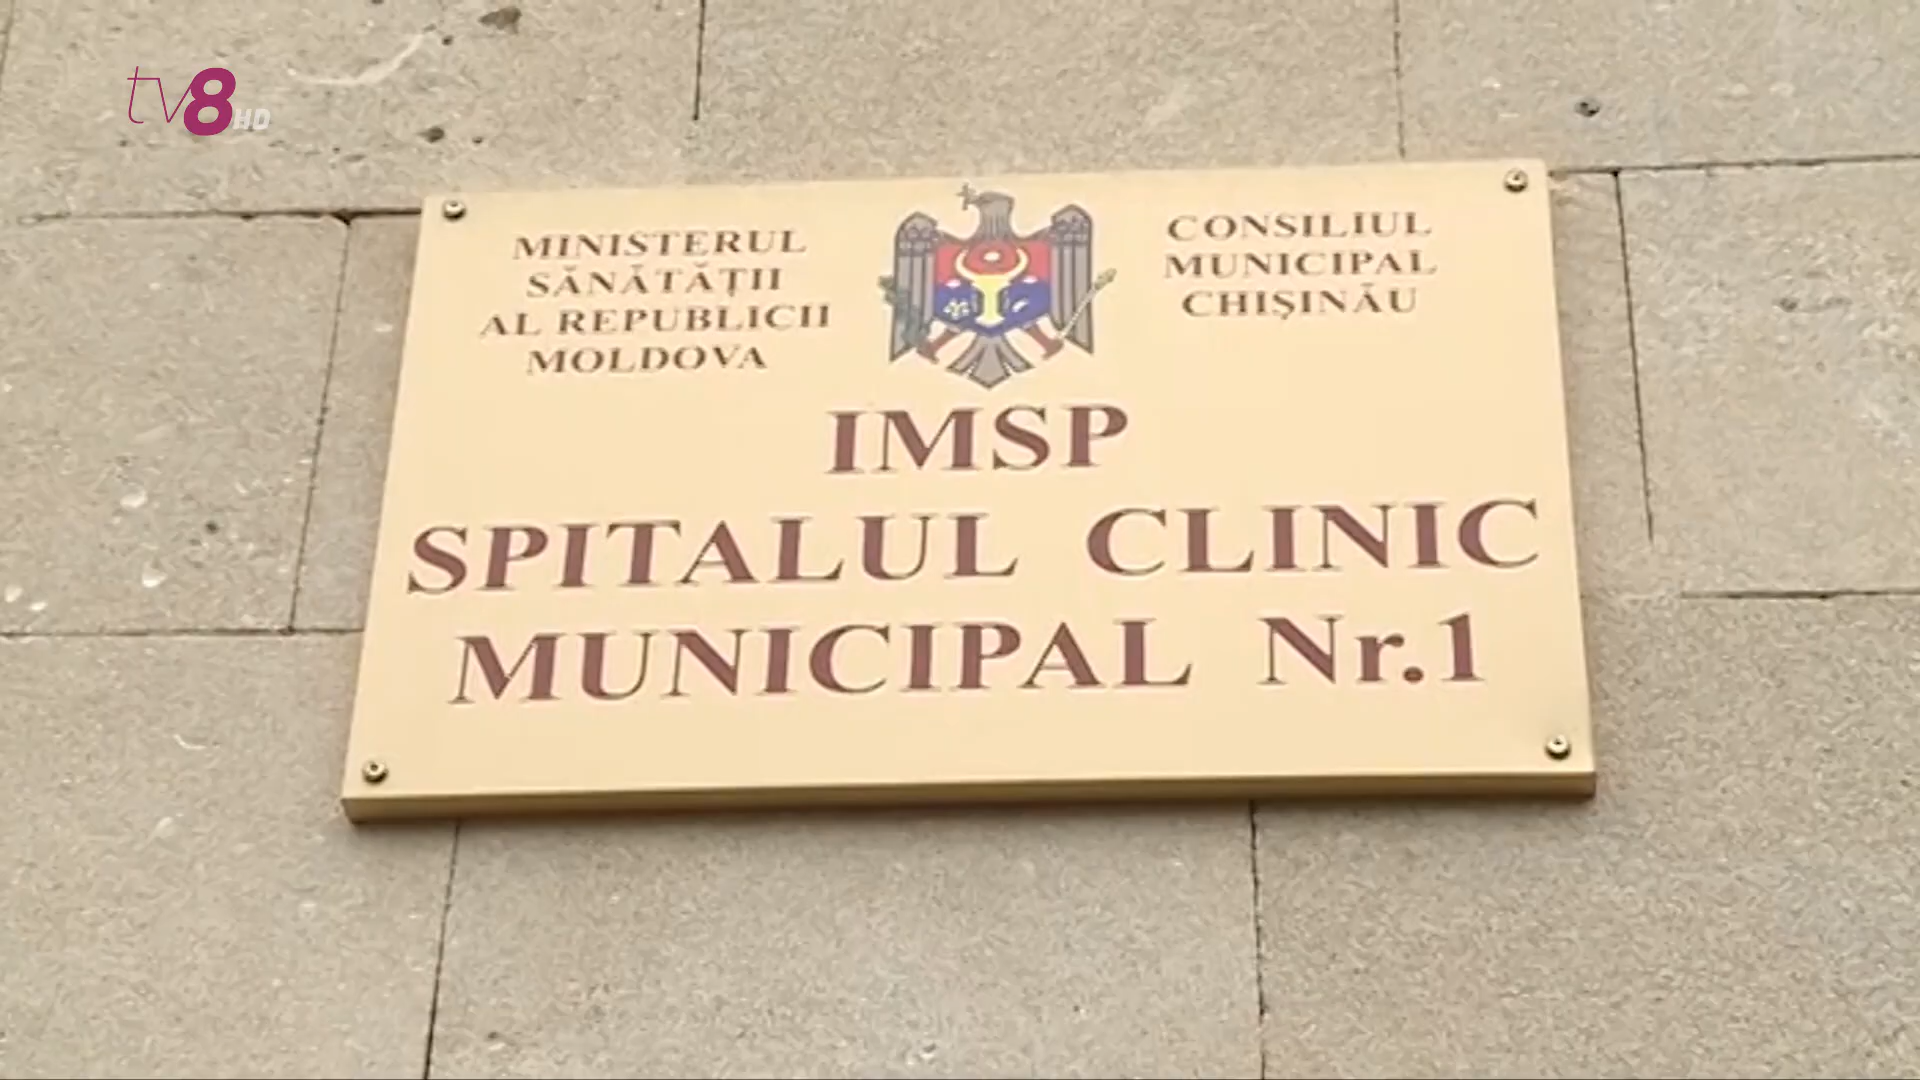 tv8 HD
MINISTERUL
SĂNĂTĂȚII
AL REPUBLICII
MOLDOVA
CONSILIUL
MUNICIPAL
CHIȘINĂU
IMSP
SPITALUL CLINIC
MUNICIPAL Nr.1